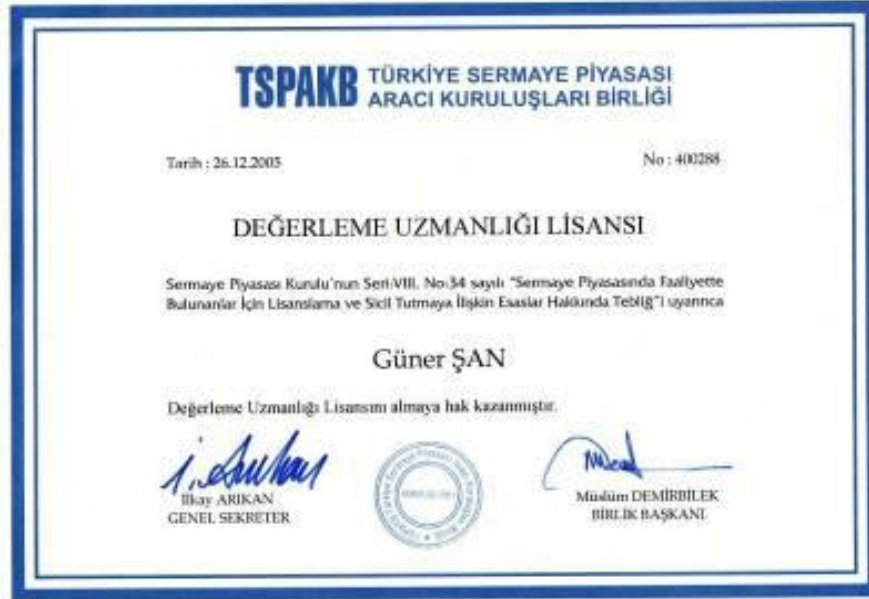 TSPAKB TÜRKİYE SERMAYE PİYASASI
ARACI KURULUŞLARI BİRLİĞİ
Tarih : 26.12.2005
No : 400288
DEĞERLEME UZMANLIĞI LİSANSI
Sermaye Piyasası Kurulu'nun Seri:VIII, No:34 sayılı "Sermaye Piyasasında Faaliyette
Bulunanlar İçin Lisanslama ve Sicil Tutmaya İlişkin Esaslar Hakkında Tebliğ"i uyarınca
Güner ŞAN
Değerleme Uzmanlığı Lisansını almaya hak kazanmıştır.
İlkay ARIKAN
GENEL SEKRETER
Müslüm DEMİRBİLEK
BİRLİK BAŞKANI